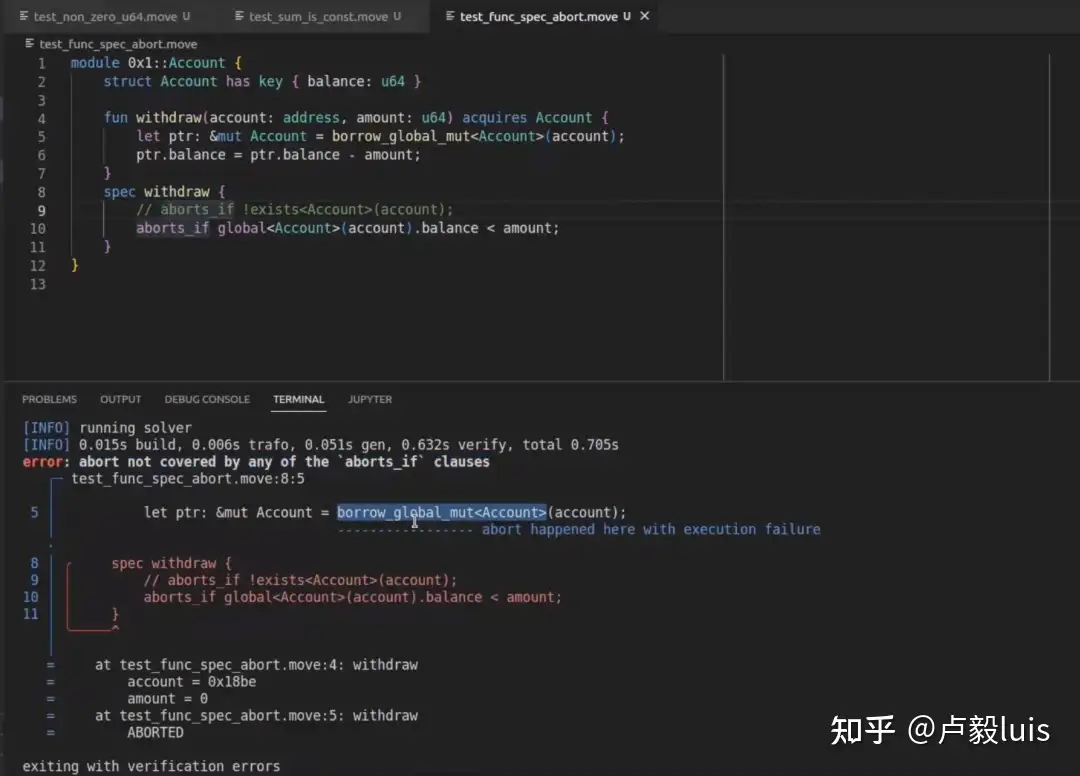 test_non_zero_u64.move U
test_sum_is_const.move U
test_func_spec_abort.move U ×
test_func_spec_abort.move
1 module 0x1::Account {
2 struct Account has key { balance: u64 }
3
4 fun withdraw(account: address, amount: u64) acquires Account {
5 let ptr: &mut Account = borrow_global_mut<Account>(account);
6 ptr.balance = ptr.balance - amount;
7 }
8 spec withdraw {
9 // aborts_if !exists<Account>(account);
10 aborts_if global<Account>(account).balance < amount;
11 }
12 }
13
PROBLEMS OUTPUT DEBUG CONSOLE TERMINAL JUPYTER
[INFO] running solver
[INFO] 0.015s build, 0.006s trafo, 0.051s gen, 0.632s verify, total 0.705s
error: abort not covered by any of the `aborts_if` clauses
test_func_spec_abort.move:8:5
5 let ptr: &mut Account = borrow_global_mut<Account>(account);
----------------- abort happened here with execution failure
·
8 spec withdraw {
9 // aborts_if !exists<Account>(account);
10 aborts_if global<Account>(account).balance < amount;
11 }
^
= at test_func_spec_abort.move:4: withdraw
= account = 0x18be
= amount = 0
= at test_func_spec_abort.move:5: withdraw
= ABORTED
exiting with verification errors
知乎 @卢毅luis